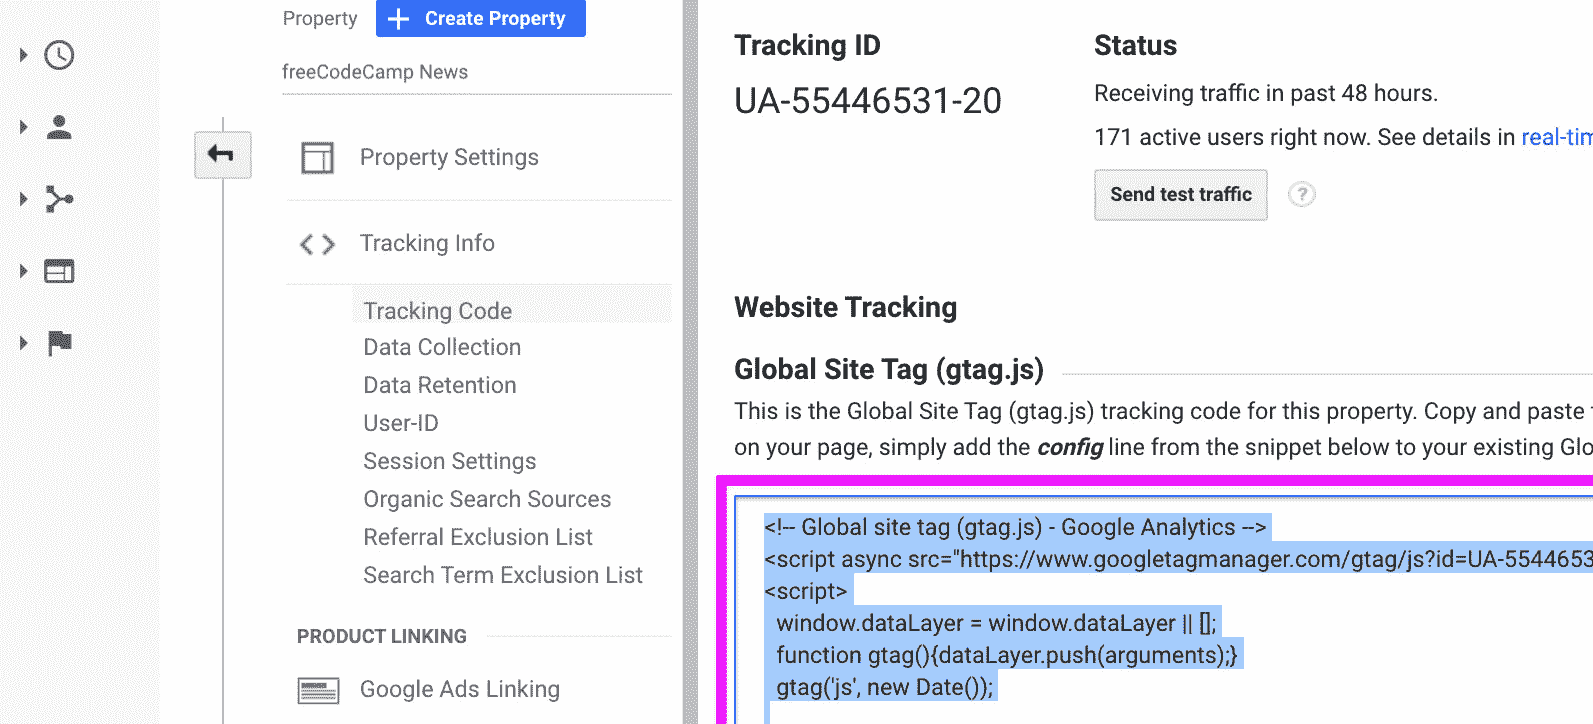 Property
+ Create Property
freeCodeCamp News
Property Settings
Tracking Info
Tracking Code
Data Collection
Data Retention
User-ID
Session Settings
Organic Search Sources
Referral Exclusion List
Search Term Exclusion List
PRODUCT LINKING
Google Ads Linking
Tracking ID
UA-55446531-20
Status
Receiving traffic in past 48 hours.
171 active users right now. See details in real-tim
Send test traffic
?
Website Tracking
Global Site Tag (gtag.js)
This is the Global Site Tag (gtag.js) tracking code for this property. Copy and paste
on your page, simply add the config line from the snippet below to your existing Glo
<!-- Global site tag (gtag.js) - Google Analytics -->
<script async src="https://www.googletagmanager.com/gtag/js?id=UA-5544653
<script>
window.dataLayer = window.dataLayer || [];
function gtag(){dataLayer.push(arguments);}
gtag('js', new Date());